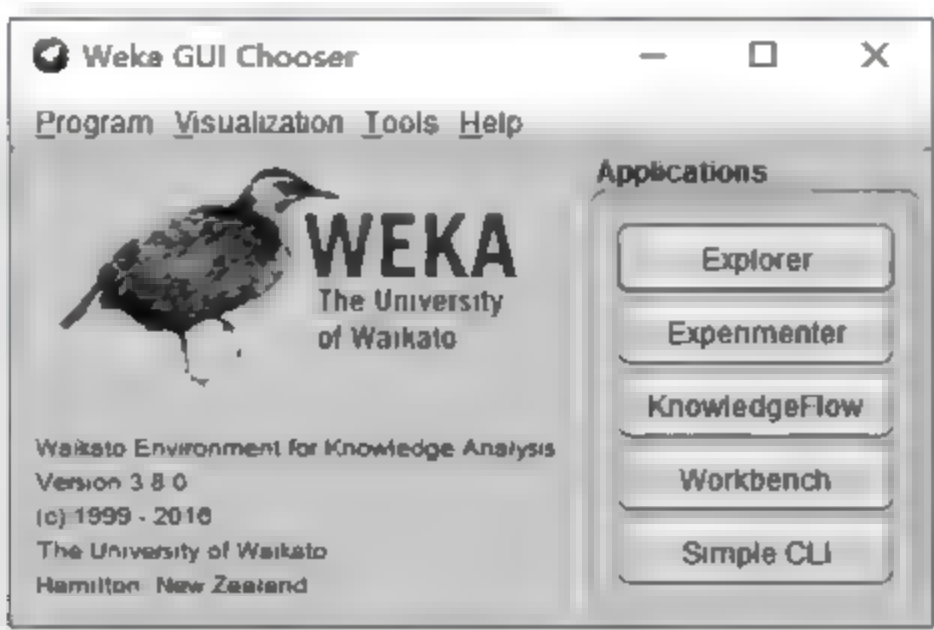 Weka GUI Chooser
Program Visualization Tools Help
WEKA
The University
of Waikato
Waikato Environment for Knowledge Analysis
Version 3.8.0
(c) 1999 - 2016
The University of Waikato
Hamilton, New Zealand
Applications
Explorer
Experimenter
KnowledgeFlow
Workbench
Simple CLI